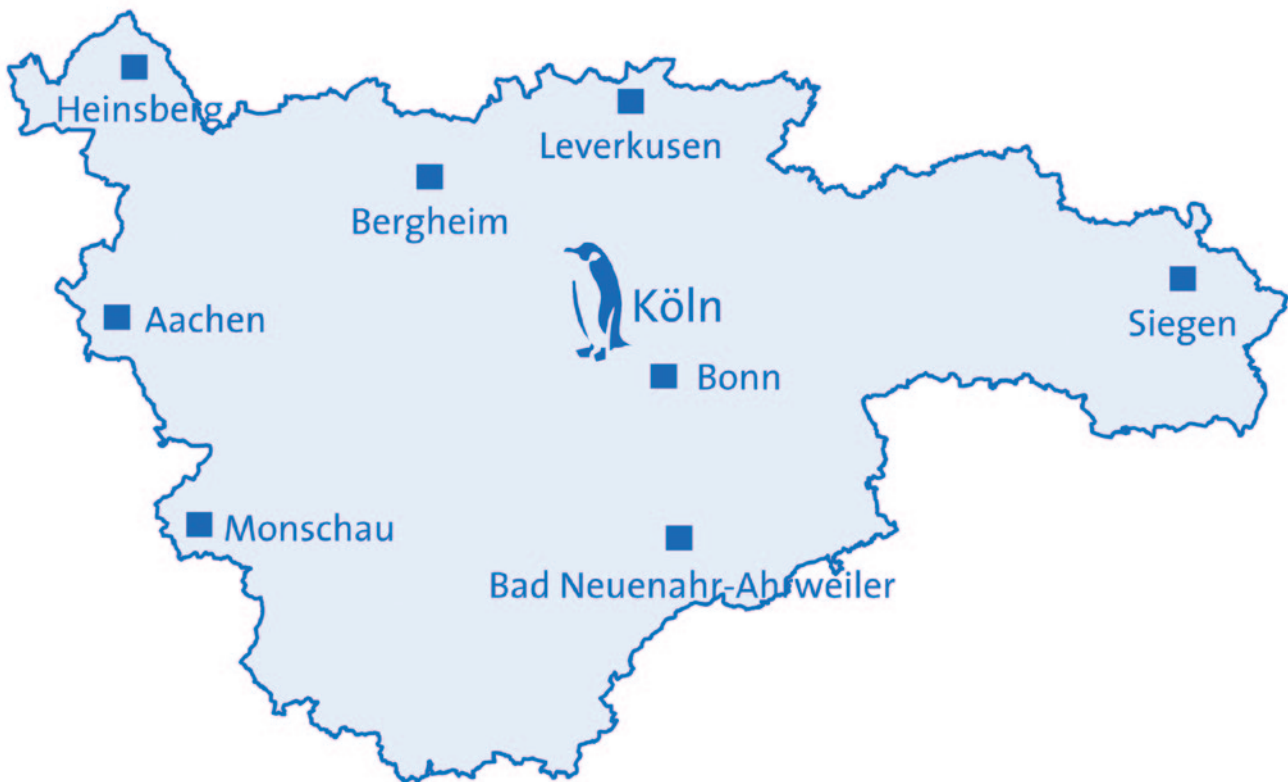 Heinsberg
Leverkusen
Bergheim
Köln
Aachen
Siegen
Bonn
Monschau
Bad Neuenahr-Ahrweiler